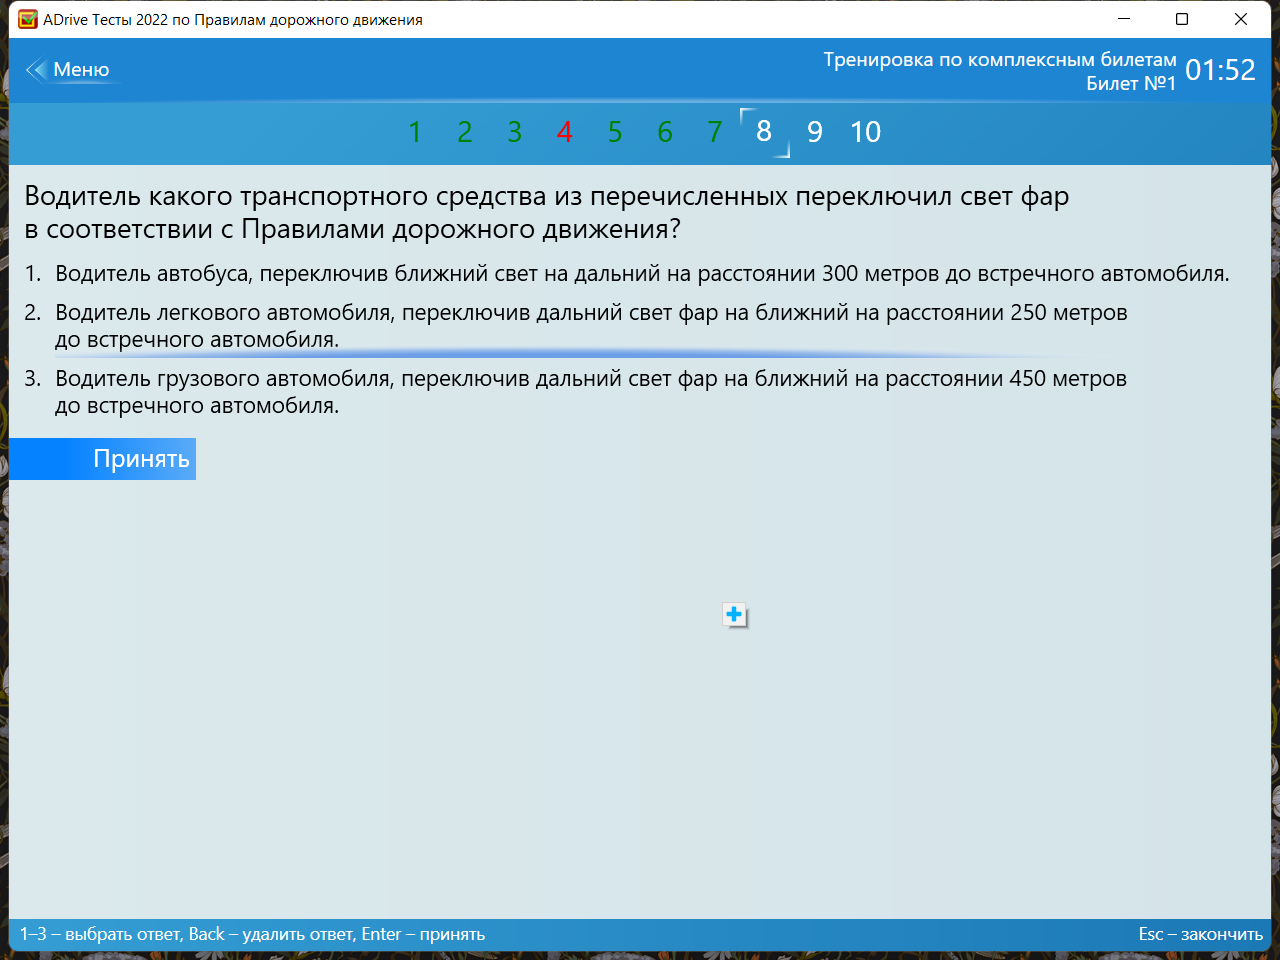 ADrive Тесты 2022 по Правилам дорожного движения
Меню
Тренировка по комплексным билетам
Билет №1
01:52
1 2 3 4 5 6 7 8 9 10
Водитель какого транспортного средства из перечисленных переключил свет фар
в соответствии с Правилами дорожного движения?
1. Водитель автобуса, переключив ближний свет на дальний на расстоянии 300 метров до встречного автомобиля.
2. Водитель легкового автомобиля, переключив дальний свет фар на ближний на расстоянии 250 метров
до встречного автомобиля.
3. Водитель грузового автомобиля, переключив дальний свет фар на ближний на расстоянии 450 метров
до встречного автомобиля.
Принять
1–3 – выбрать ответ, Back – удалить ответ, Enter – принять
Esc – закончить